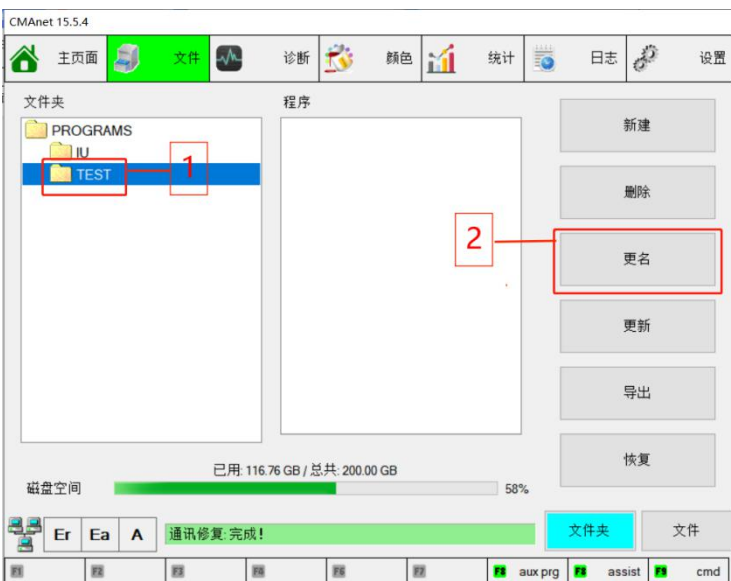 CMAnet 15.5.4
主页面 文件 诊断 颜色 统计 日志 设置
文件夹 程序
PROGRAMS
IU
TEST
1
2
新建
删除
更名
更新
导出
恢复
已用: 116.76 GB / 总共: 200.00 GB
磁盘空间 58%
Er Ea A 通讯修复:完成! 文件夹 文件
F1 F2 F3 F4 F6 F7 F8 aux prg F8 assist F9 cmd